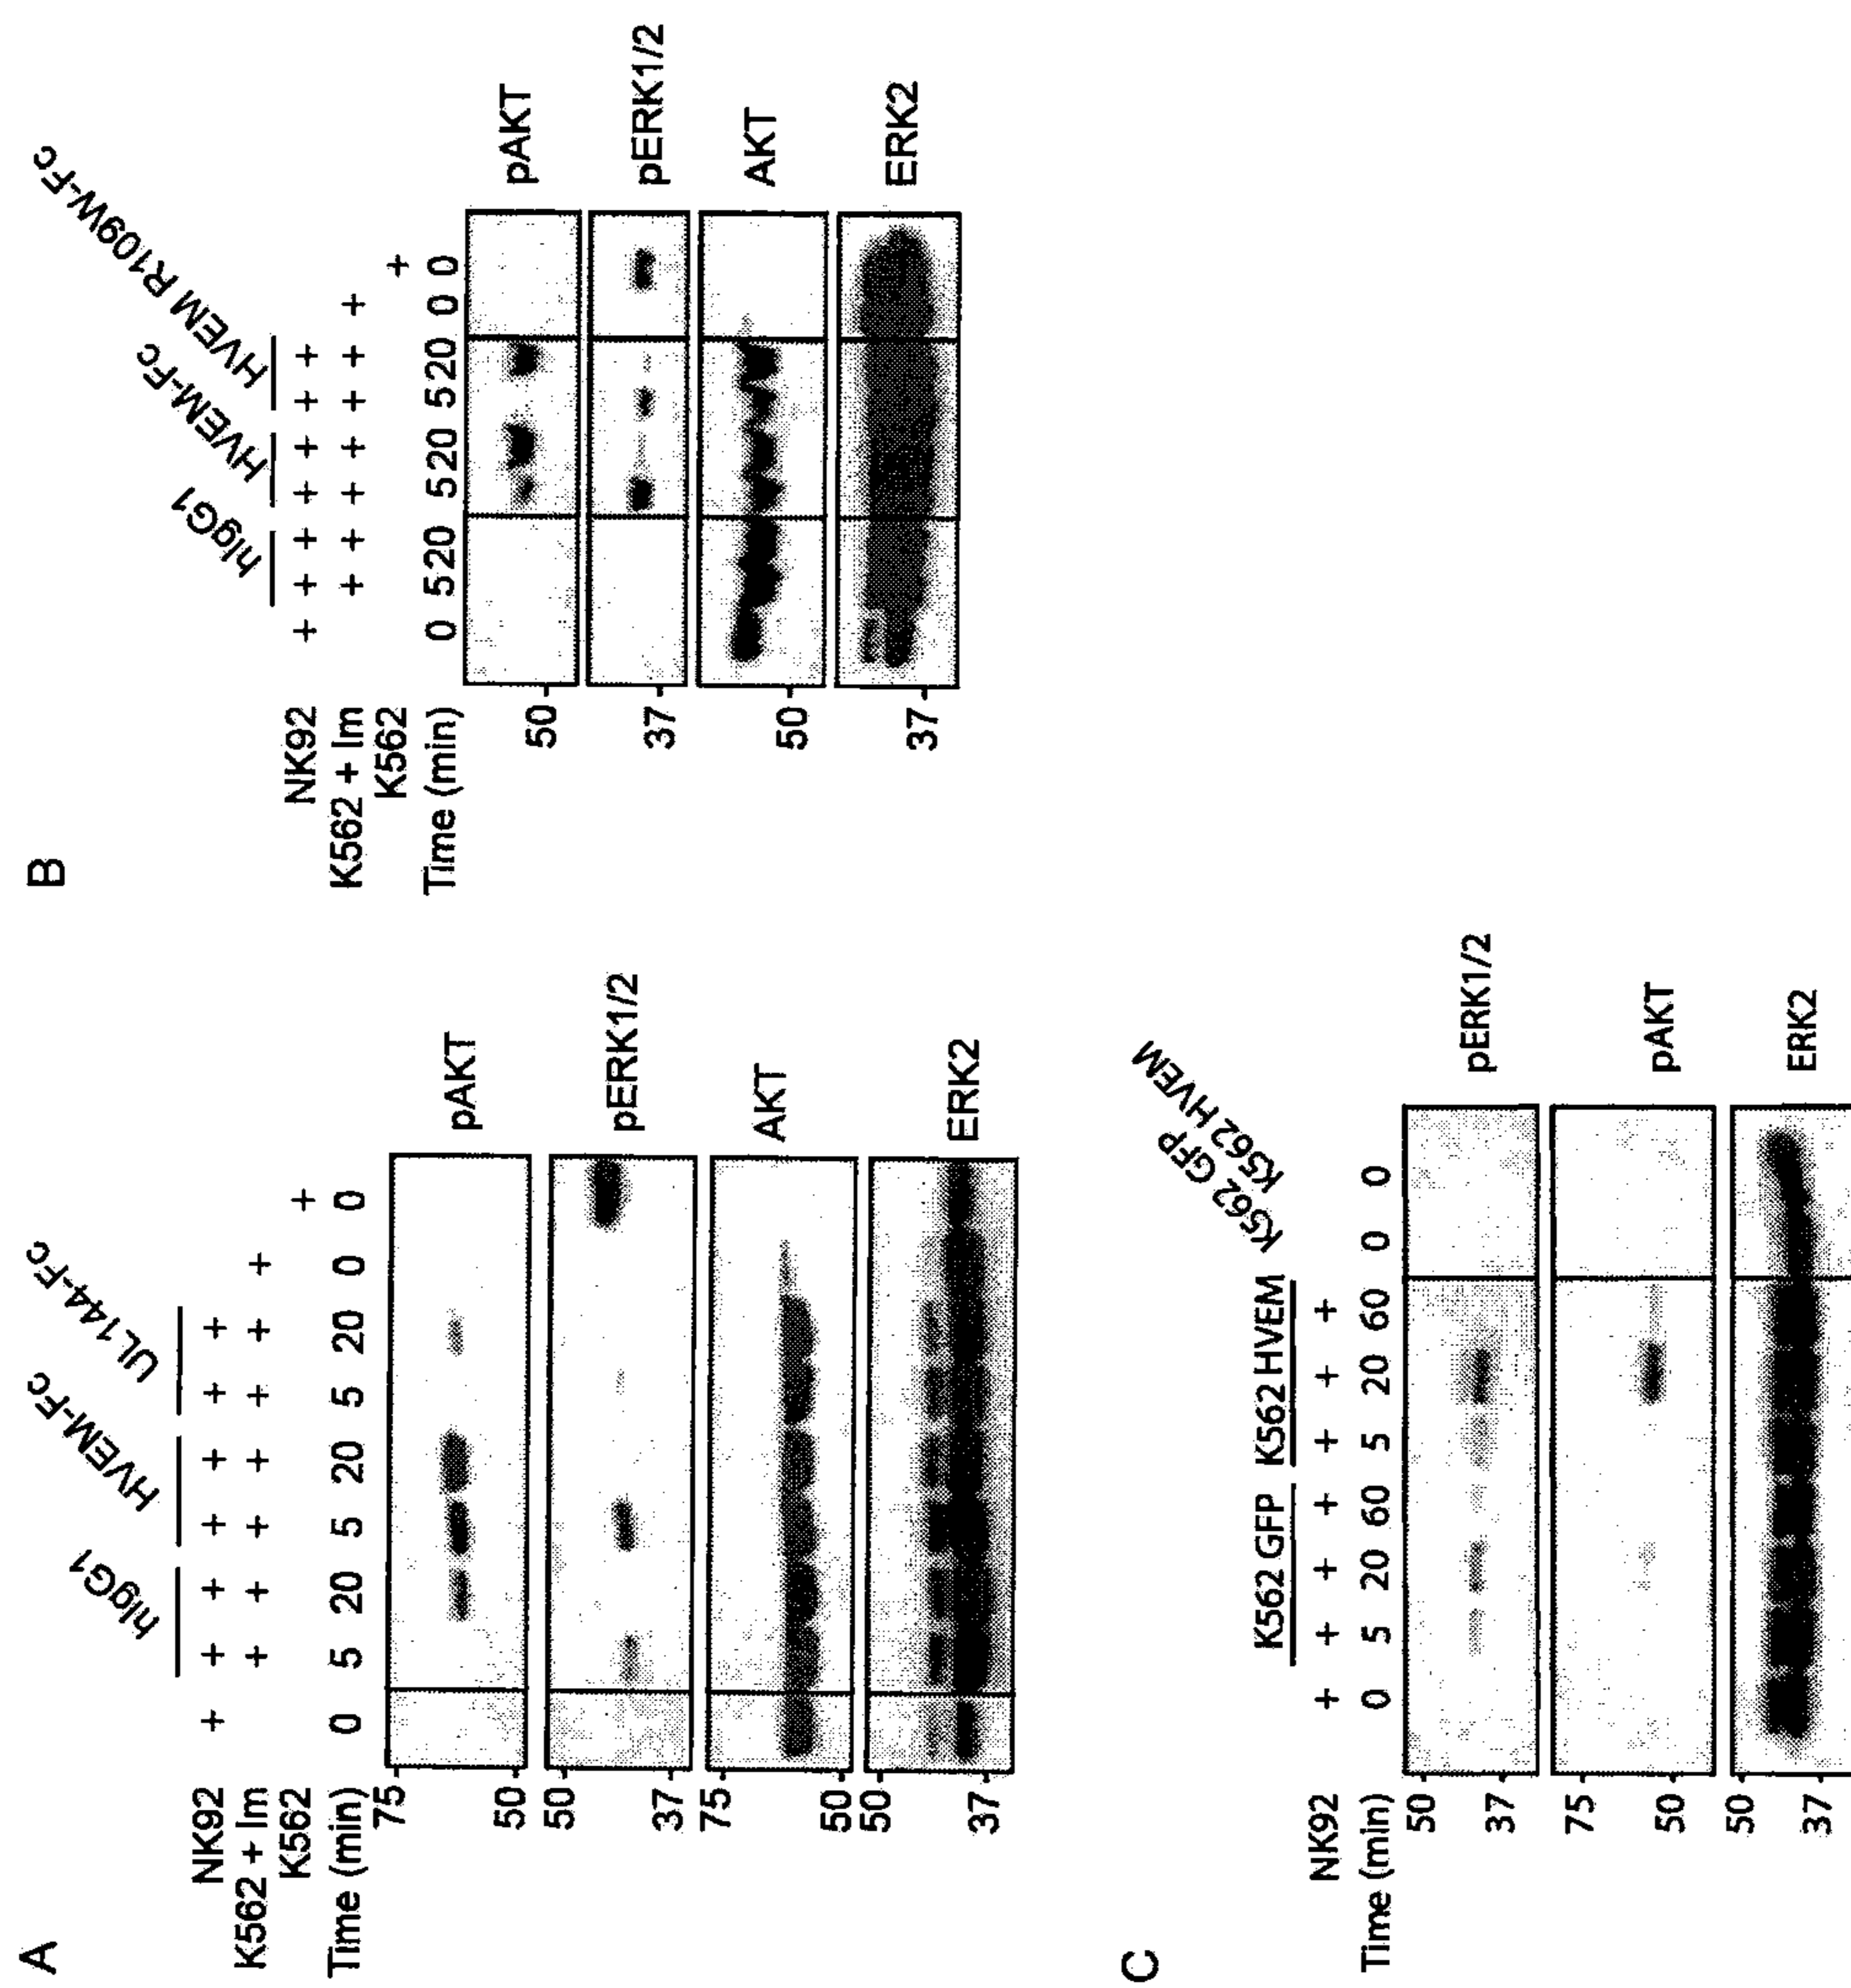 A
hIgG1 HVEM-Fc UL144-Fc
NK92 + + + + + + +
K562 + Im + + + + + + +
K562 +
Time (min) 0 5 20 5 20 5 20 0 0
75
50
pAKT
50
37
pERK1/2
75
50
AKT
50
37
ERK2
B
hIgG1 HVEM-Fc HVEM R109W-Fc
NK92 + + + + + + +
K562 + Im + + + + + + +
K562 +
Time (min) 0 5 20 5 20 5 20 0 0
50
pAKT
37
pERK1/2
50
AKT
37
ERK2
C
K562 GFP K562 HVEM K562 GFP K562 HVEM
NK92 + + + + + + +
Time (min) 0 5 20 60 5 20 60 0 0
50
37
pERK1/2
75
50
pAKT
50
37
ERK2